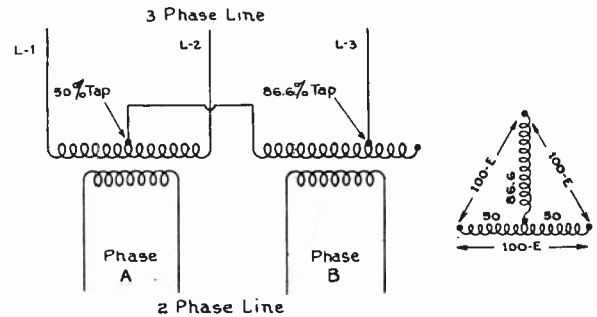 3 Phase Line
L-1
L-2
L-3
50% Tap
86.6% Tap
100-E
86.6
100-E
50
50
100-E
Phase
A
Phase
B
2 Phase Line